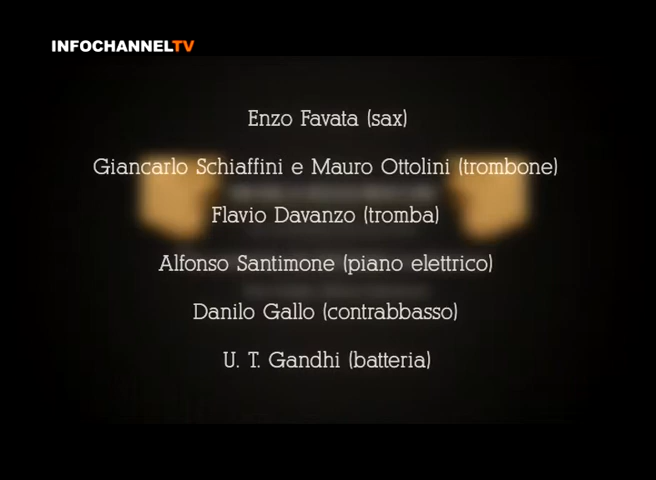 INFOCHANNELTV
Enzo Favata (sax)
Giancarlo Schiaffini e Mauro Ottolini (trombone)
Flavio Davanzo (tromba)
Alfonso Santimone (piano elettrico)
Danilo Gallo (contrabbasso)
U. T. Gandhi (batteria)